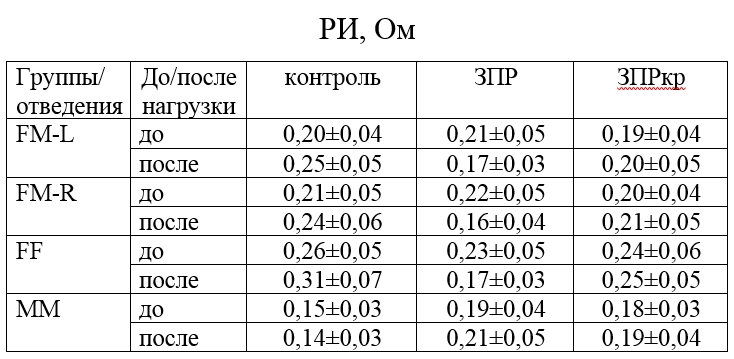 РИ, Ом
Группы/ отведения До/после нагрузки контроль ЗПР ЗПРкр
FM-L до 0,20±0,04 0,21±0,05 0,19±0,04
после 0,25±0,05 0,17±0,03 0,20±0,05
FM-R до 0,21±0,05 0,22±0,05 0,20±0,04
после 0,24±0,06 0,16±0,04 0,21±0,05
FF до 0,26±0,05 0,23±0,05 0,24±0,06
после 0,31±0,07 0,17±0,03 0,25±0,05
ММ до 0,15±0,03 0,19±0,04 0,18±0,03
после 0,14±0,03 0,21±0,05 0,19±0,04